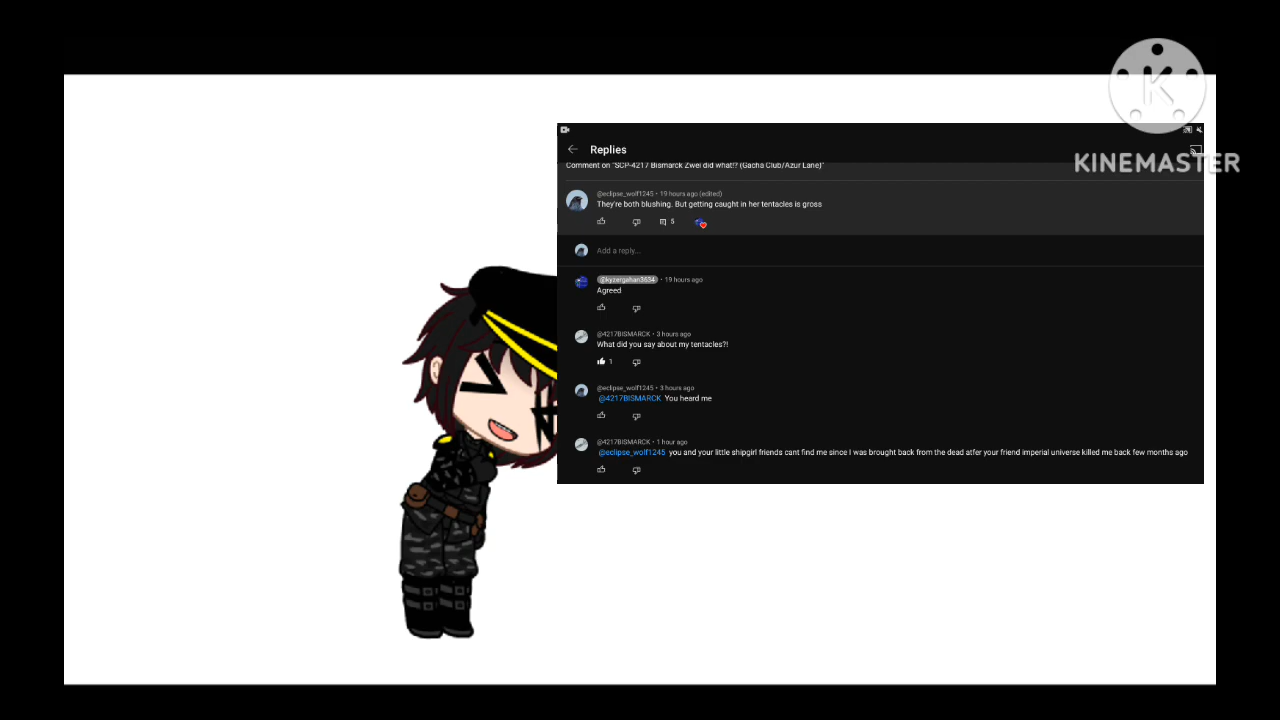 KINEMASTER
Replies
Comment on "SCP-4217 Bismarck Zwei did what!? (Gacha Club/Azur Lane)"
@eclipse_wolf1245 • 19 hours ago (edited)
They're both blushing. But getting caught in her tentacles is gross
5
Add a reply...
@kyzergahan3634 • 19 hours ago
Agreed
@4217BISMARCK • 3 hours ago
What did you say about my tentacles?!
1
@eclipse_wolf1245 • 3 hours ago
@4217BISMARCK You heard me
@4217BISMARCK • 1 hour ago
@eclipse_wolf1245 you and your little shipgirl friends cant find me since I was brought back from the dead atfer your friend imperial universe killed me back few months ago